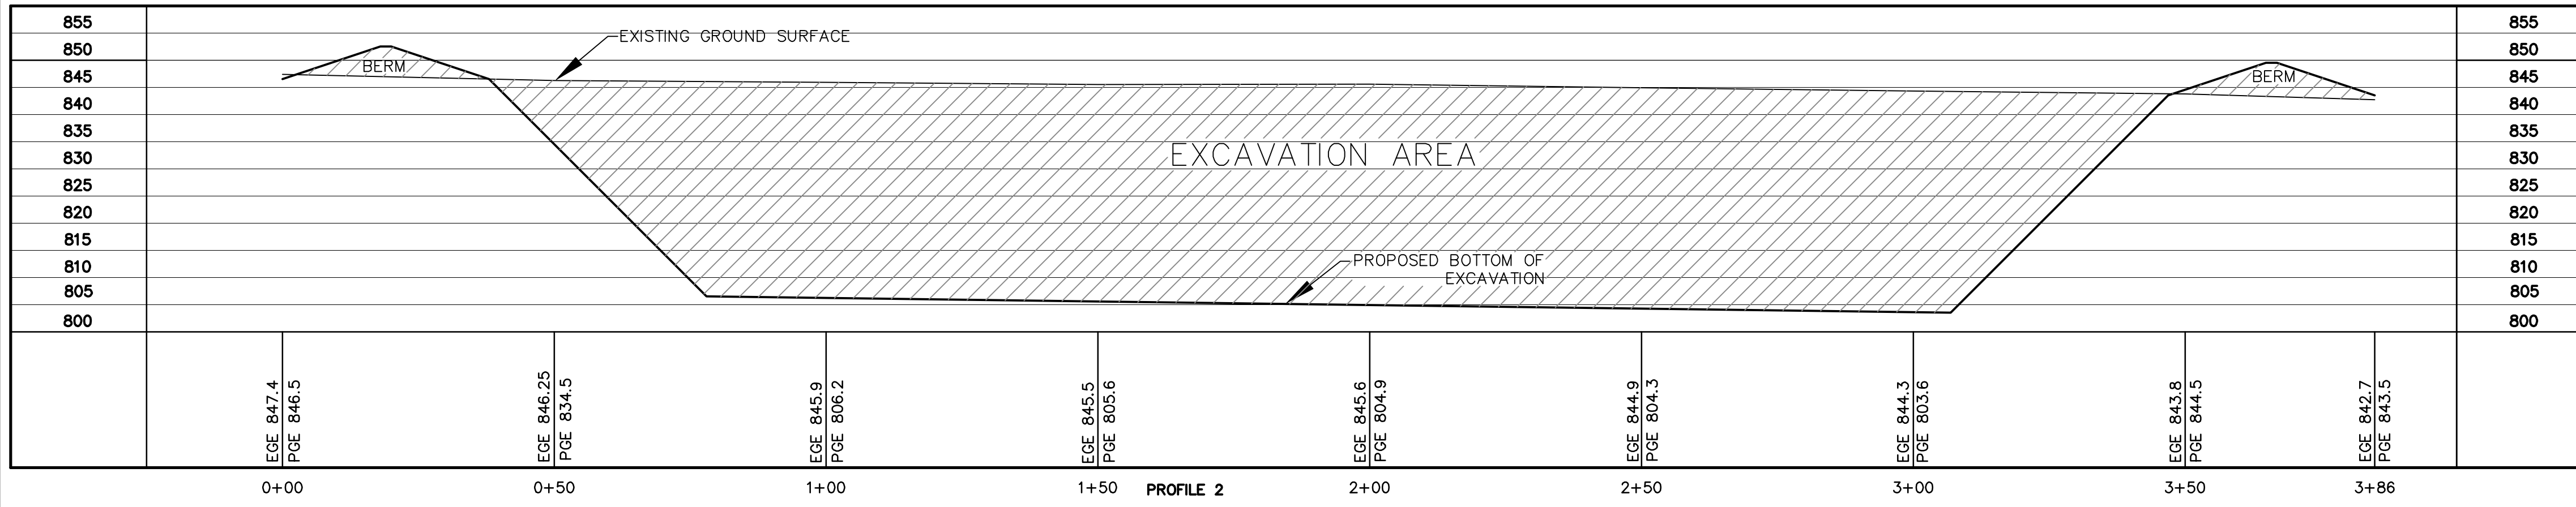 855
850
845
840
835
830
825
820
815
810
805
800
EXISTING GROUND SURFACE
BERM
EXCAVATION AREA
PROPOSED BOTTOM OF
EXCAVATION
BERM
855
850
845
840
835
830
825
820
815
810
805
800
EGE 847.4
PGE 846.5
EGE 846.25
PGE 834.5
EGE 845.9
PGE 806.2
EGE 845.5
PGE 805.6
EGE 845.6
PGE 804.9
EGE 844.9
PGE 804.3
EGE 844.3
PGE 803.6
EGE 843.8
PGE 844.5
EGE 842.7
PGE 843.5
0+00
0+50
1+00
1+50
PROFILE 2
2+00
2+50
3+00
3+50
3+86